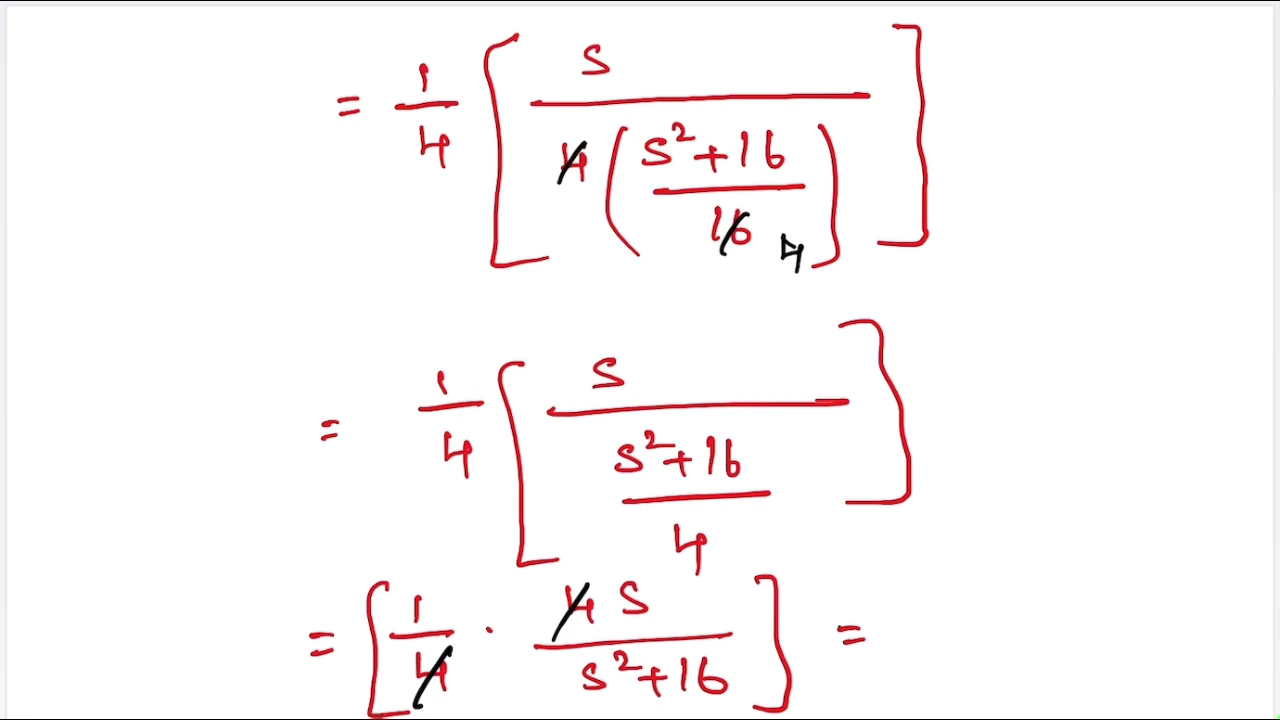 = 1/4 [ s / 4 ( (s²+16) / 16 4 ) ]
= 1/4 [ s / ( (s²+16) / 4 ) ]
= [ 1/4 · 4s / (s²+16) ] =